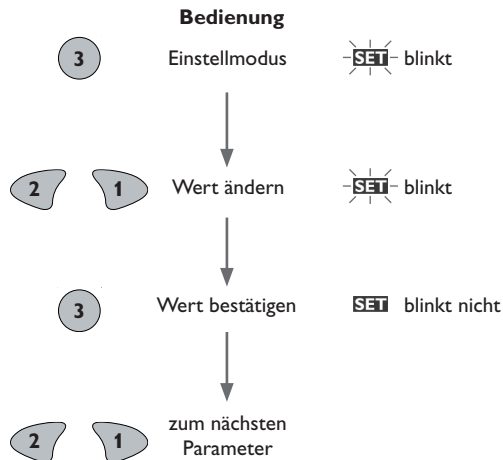 Bedienung
3 Einstellmodus SET blinkt
2 1 Wert ändern SET blinkt
3 Wert bestätigen SET blinkt nicht
zum nächsten
2 1 Parameter